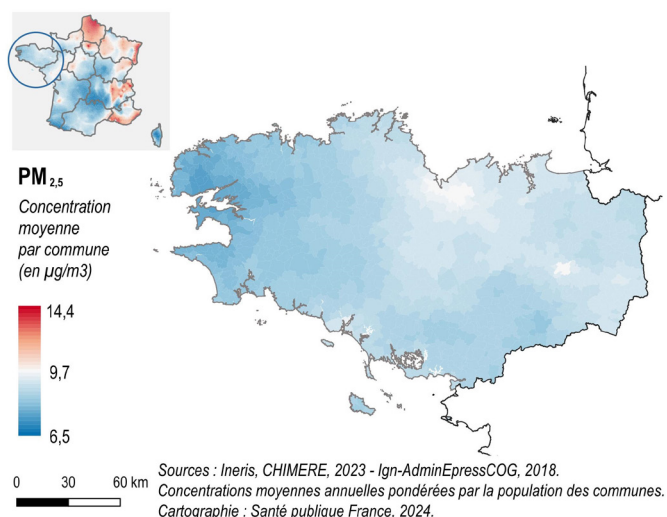 PM 2,5
Concentration
moyenne
par commune
(en µg/m3)
14,4
9,7
6,5
0 30 60 km
Sources : Ineris, CHIMERE, 2023 - Ign-AdminEpressCOG, 2018.
Concentrations moyennes annuelles pondérées par la population des communes.
Cartographie : Santé publique France, 2024.